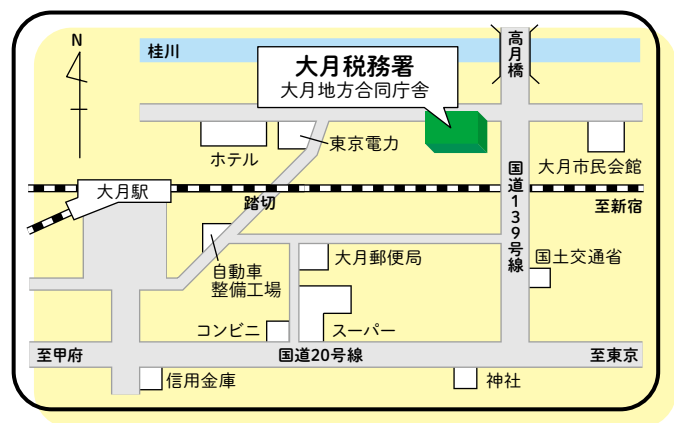 N
桂川
高月橋
大月税務署
大月地方合同庁舎
東京電力
ホテル
大月市民会館
大月駅
踏切
国道139号線
至新宿
自動車
整備工場
大月郵便局
国土交通省
コンビニ
スーパー
至甲府
国道20号線
至東京
信用金庫
神社